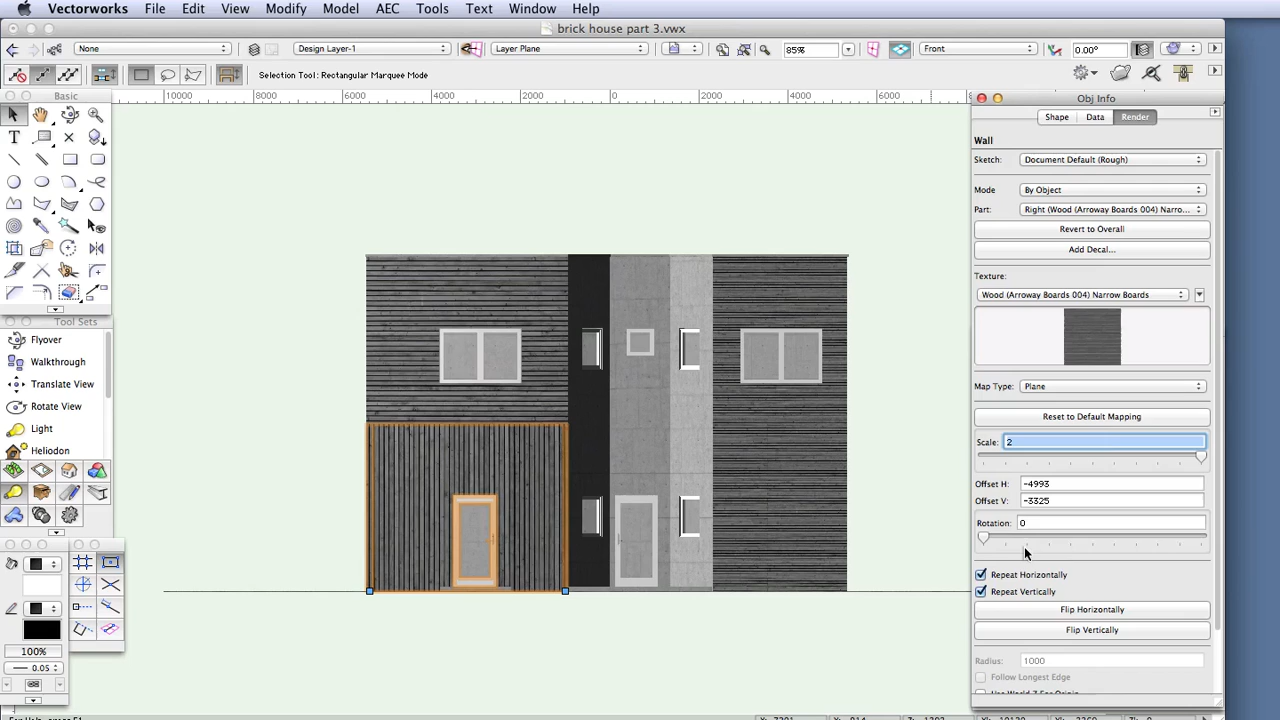 Vectorworks File Edit View Modify Model AEC Tools Text Window Help
brick house part 3.vwx
None Design Layer-1 Layer Plane 85% Front 0.00°
Selection Tool: Rectangular Marquee Mode
Basic
10000 8000 6000 4000 2000 0 2000 4000 6000 8
Obj Info
Shape Data Render
Wall
Sketch: Document Default (Rough)
Mode By Object
Part: Right (Wood (Arroway Boards 004) Narro...
Revert to Overall
Add Decal...
Texture:
Wood (Arroway Boards 004) Narrow Boards
Map Type: Plane
Reset to Default Mapping
Scale: 2
Offset H: -4993
Offset V: -3325
Rotation: 0
Repeat Horizontally
Repeat Vertically
Flip Horizontally
Flip Vertically
Radius: 1000
Follow Longest Edge
Use World Z For Origin
Tool Sets
Flyover
Walkthrough
Translate View
Rotate View
Light
Heliodon
100%
0.05